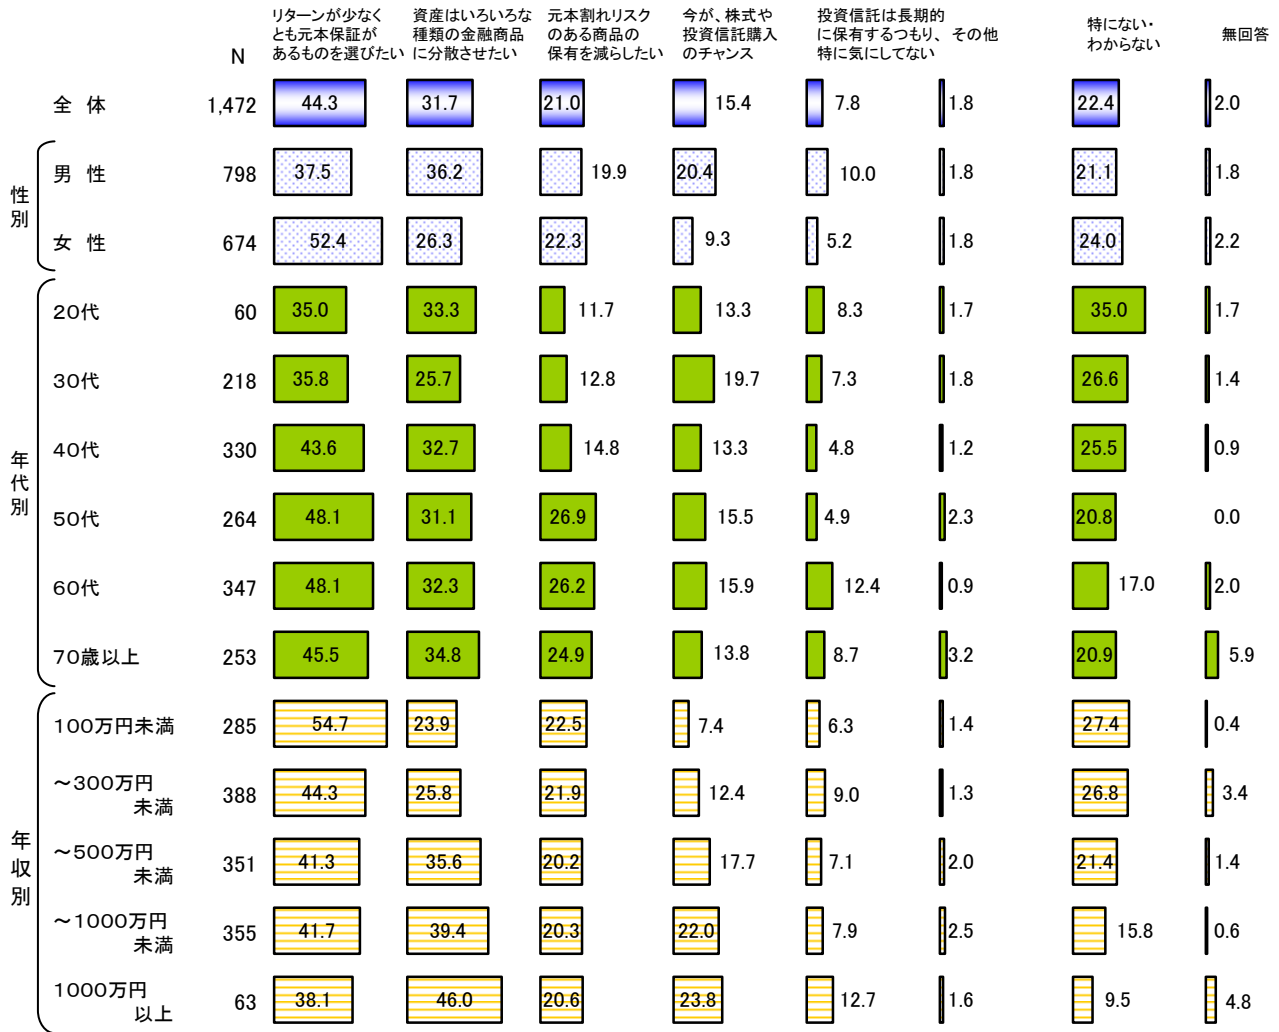 リターンが少なく
とも元本保証が
あるものを選びたい
資産はいろいろな
種類の金融商品
に分散させたい
元本割れリスク
のある商品の
保有を減らしたい
今が、株式や
投資信託購入
のチャンス
投資信託は長期的
に保有するつもり、
特に気にしてない
その他
特にない・
わからない
無回答
N
全 体 1,472 44.3 31.7 21.0 15.4 7.8 1.8 22.4 2.0
性別
男 性 798 37.5 36.2 19.9 20.4 10.0 1.8 21.1 1.8
女 性 674 52.4 26.3 22.3 9.3 5.2 1.8 24.0 2.2
年代別
20代 60 35.0 33.3 11.7 13.3 8.3 1.7 35.0 1.7
30代 218 35.8 25.7 12.8 19.7 7.3 1.8 26.6 1.4
40代 330 43.6 32.7 14.8 13.3 4.8 1.2 25.5 0.9
50代 264 48.1 31.1 26.9 15.5 4.9 2.3 20.8 0.0
60代 347 48.1 32.3 26.2 15.9 12.4 0.9 17.0 2.0
70歳以上 253 45.5 34.8 24.9 13.8 8.7 3.2 20.9 5.9
年収別
100万円未満 285 54.7 23.9 22.5 7.4 6.3 1.4 27.4 0.4
～300万円
未満 388 44.3 25.8 21.9 12.4 9.0 1.3 26.8 3.4
～500万円
未満 351 41.3 35.6 20.2 17.7 7.1 2.0 21.4 1.4
～1000万円
未満 355 41.7 39.4 20.3 22.0 7.9 2.5 15.8 0.6
1000万円
以上 63 38.1 46.0 20.6 23.8 12.7 1.6 9.5 4.8